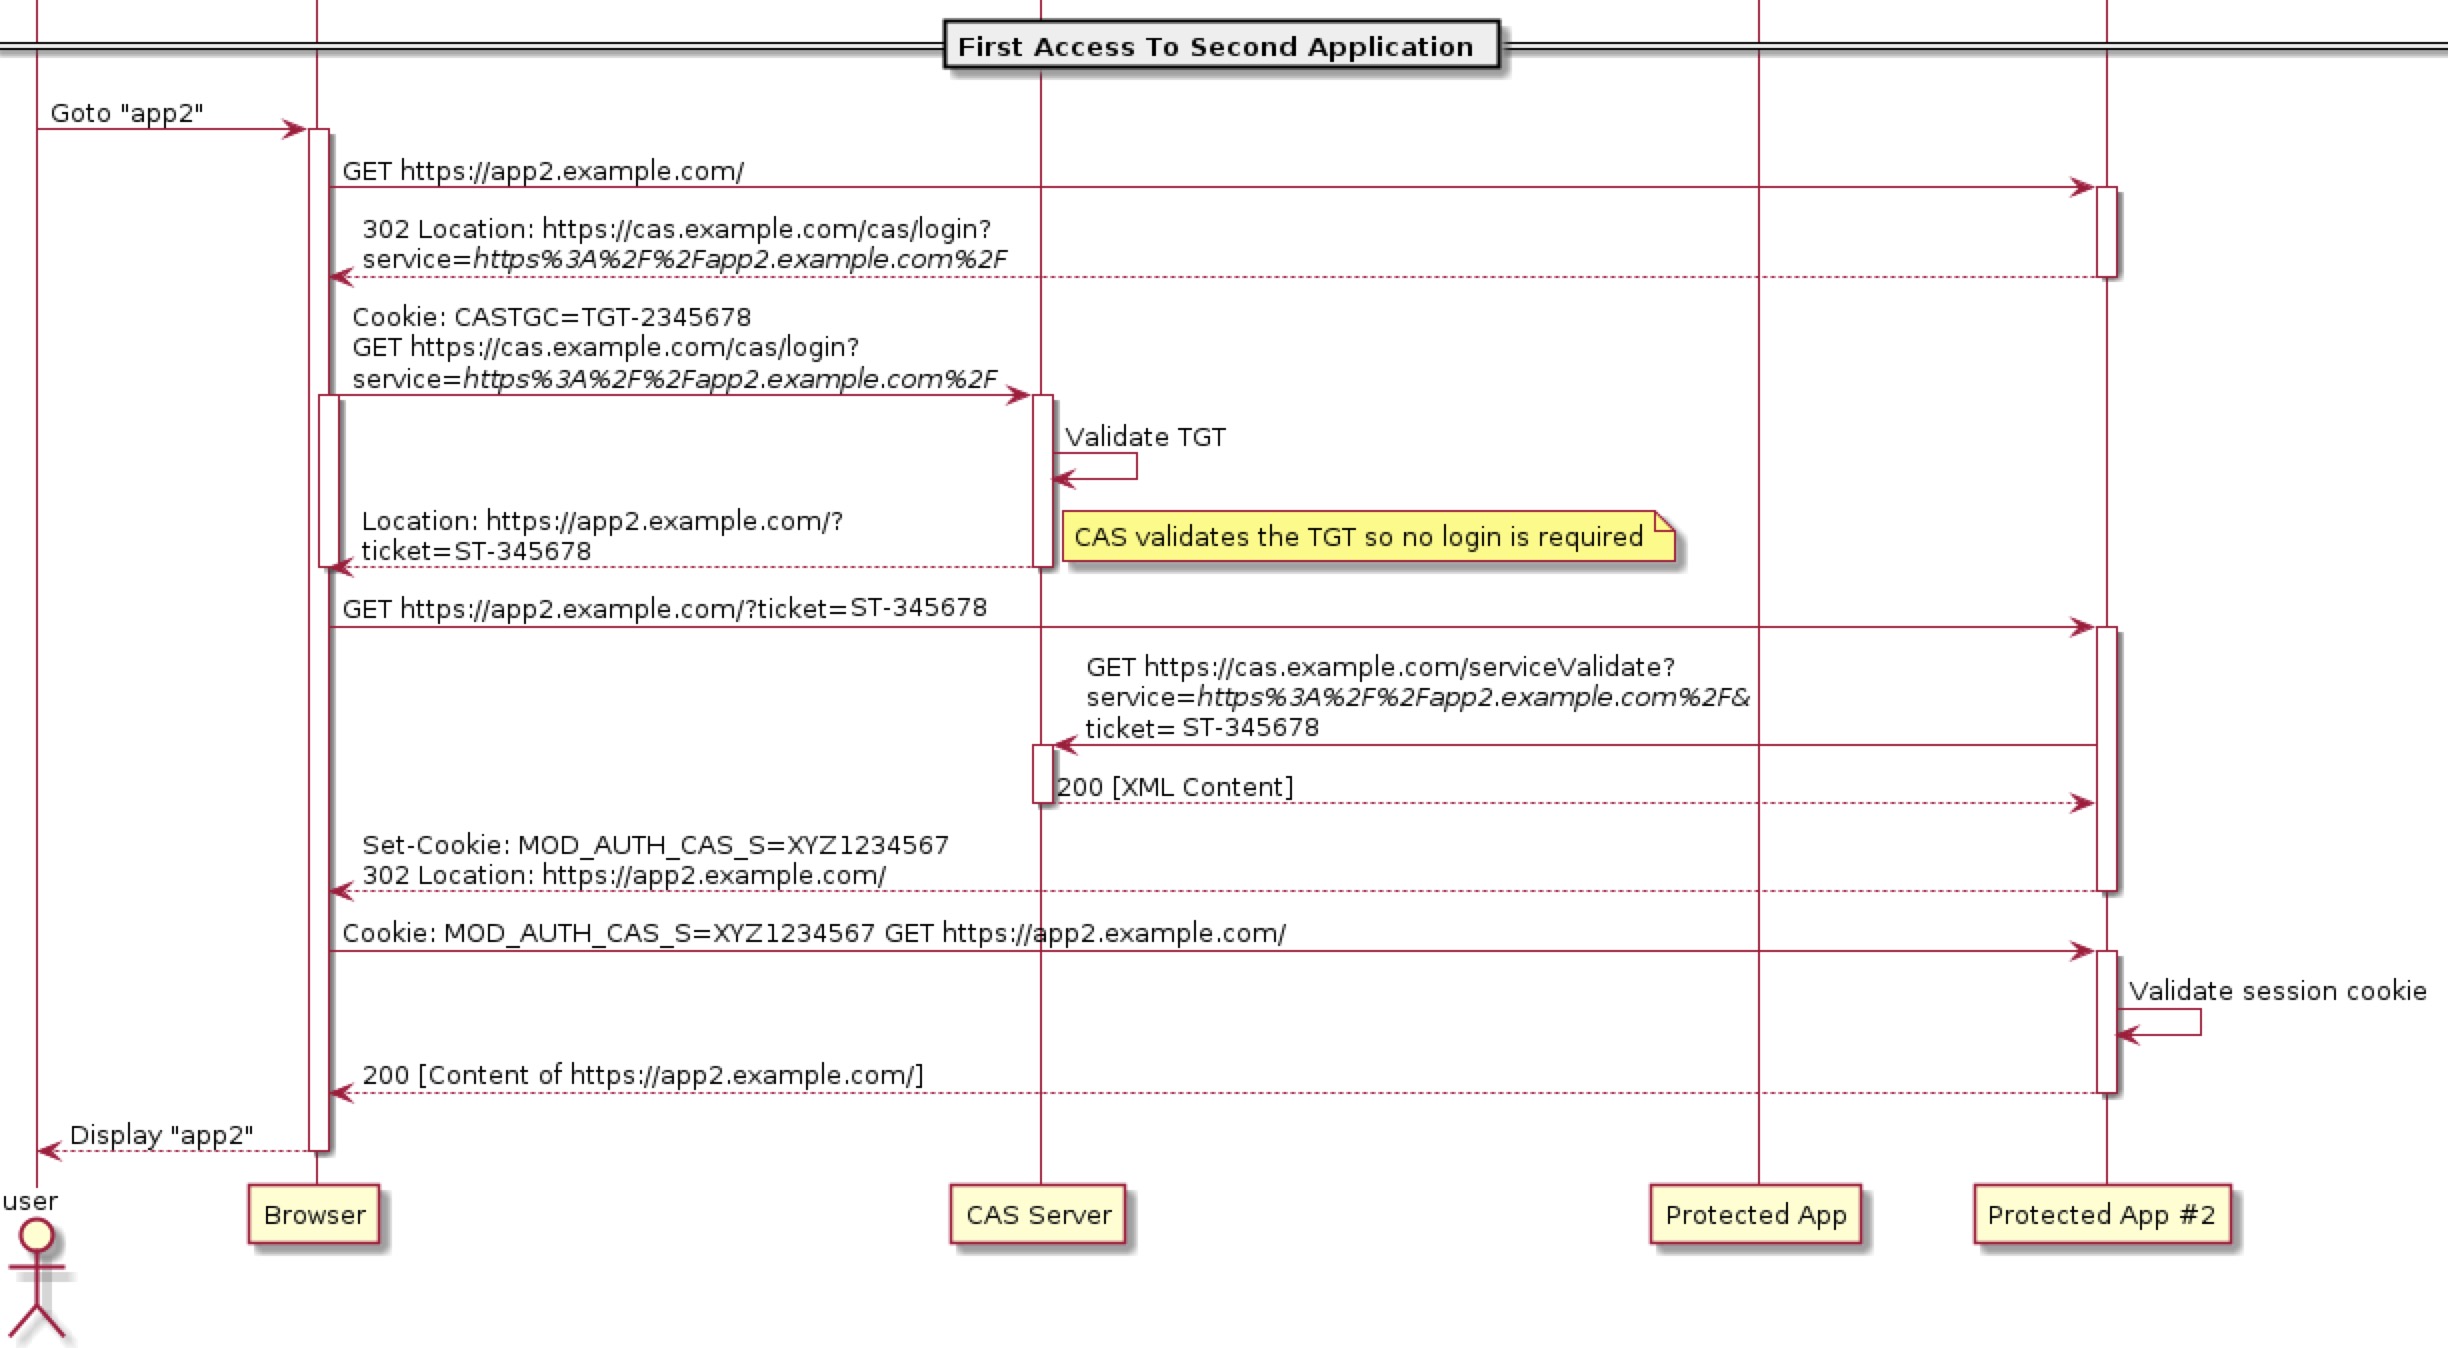 First Access To Second Application
Goto "app2"
GET https://app2.example.com/
302 Location: https://cas.example.com/cas/login?
service=https%3A%2F%2Fapp2.example.com%2F
Cookie: CASTGC=TGT-2345678
GET https://cas.example.com/cas/login?
service=https%3A%2F%2Fapp2.example.com%2F
Validate TGT
Location: https://app2.example.com/?
ticket=ST-345678
CAS validates the TGT so no login is required
GET https://app2.example.com/?ticket=ST-345678
GET https://cas.example.com/serviceValidate?
service=https%3A%2F%2Fapp2.example.com%2F&
ticket= ST-345678
200 [XML Content]
Set-Cookie: MOD_AUTH_CAS_S=XYZ1234567
302 Location: https://app2.example.com/
Cookie: MOD_AUTH_CAS_S=XYZ1234567 GET https://app2.example.com/
Validate session cookie
200 [Content of https://app2.example.com/]
Display "app2"
user
Browser
CAS Server
Protected App
Protected App #2